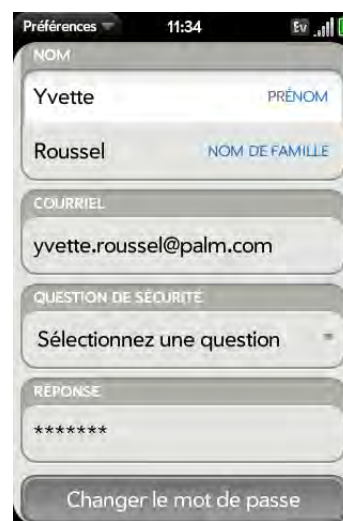 Préférences 11:34 Ev
NOM
Yvette PRÉNOM
Roussel NOM DE FAMILLE
COURRIEL
yvette.roussel@palm.com
QUESTION DE SÉCURITÉ
Sélectionnez une question
RÉPONSE
*******
Changer le mot de passe